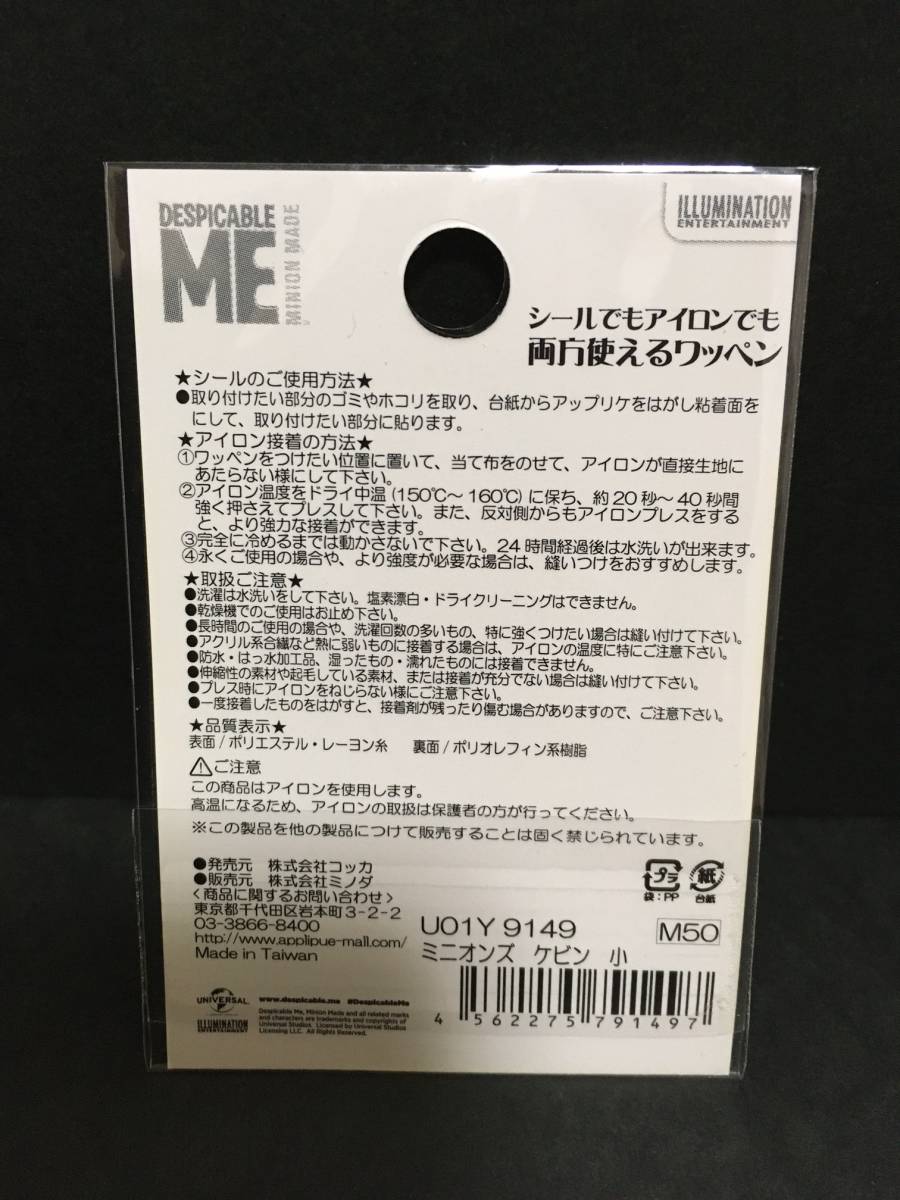 DESPICABLE
ME
MINION MADE
ILLUMINATION
ENTERTAINMENT
シールでもアイロンでも
両方使えるワッペン
★シールのご使用方法★
●取り付けたい部分のゴミやホコリを取り、台紙からアップリケをはがし粘着面を
にして、取り付けたい部分に貼ります。
★アイロン接着の方法★
①ワッペンをつけたい位置に置いて、当て布をのせて、アイロンが直接生地に
あたらない様にして下さい。
②アイロン温度をドライ中温(150℃～160℃)に保ち、約20秒～40秒間
強く押さえてプレスして下さい。また、反対側からもアイロンプレスをする
と、より強力な接着ができます。
③完全に冷めるまでは動かさないで下さい。24時間経過後は水洗いが出来ます。
④永くご使用の場合や、より強度が必要な場合は、縫いつけをおすすめします。
★取扱ご注意★
●洗濯は水洗いをして下さい。塩素漂白・ドライクリーニングはできません。
●乾燥機でのご使用はお止め下さい。
●長時間のご使用の場合や、洗濯回数の多いもの、特に強くつけたい場合は縫い付けて下さい。
●アクリル系合繊など熱に弱いものに接着する場合は、アイロンの温度に特にご注意下さい。
●防水・はっ水加工品、湿ったもの・濡れたものには接着できません。
●伸縮性の素材や起毛している素材、または接着が充分でない場合は縫い付けて下さい。
●プレス時にアイロンをねじらない様にご注意下さい。
●一度接着したものをはがすと、接着剤が残ったり傷む場合がありますので、ご注意下さい。
★品質表示★
表面/ポリエステル・レーヨン糸　裏面/ポリオレフィン系樹脂
⚠ご注意
この商品はアイロンを使用します。
高温になるため、アイロンの取扱は保護者の方が行ってください。
※この製品を他の製品につけて販売することは固く禁じられています。
●発売元　株式会社コッカ
●販売元　株式会社ミノダ
〈商品に関するお問い合わせ〉
東京都千代田区岩本町3-2-2
03-3866-8400
http://www.applipue-mall.com/
Made in Taiwan
プラ
袋:PP
紙
台紙
U01Y 9149
M50
ミニオンズ　ケビン　小
4 562275 791497
UNIVERSAL
ILLUMINATION
ENTERTAINMENT
www.despicable.me #DespicableMe
Despicable Me, Minion Made and all related marks
and characters are trademarks and copyrights of
Universal Studios. Licensed by Universal Studios
Licensing LLC. All Rights Reserved.